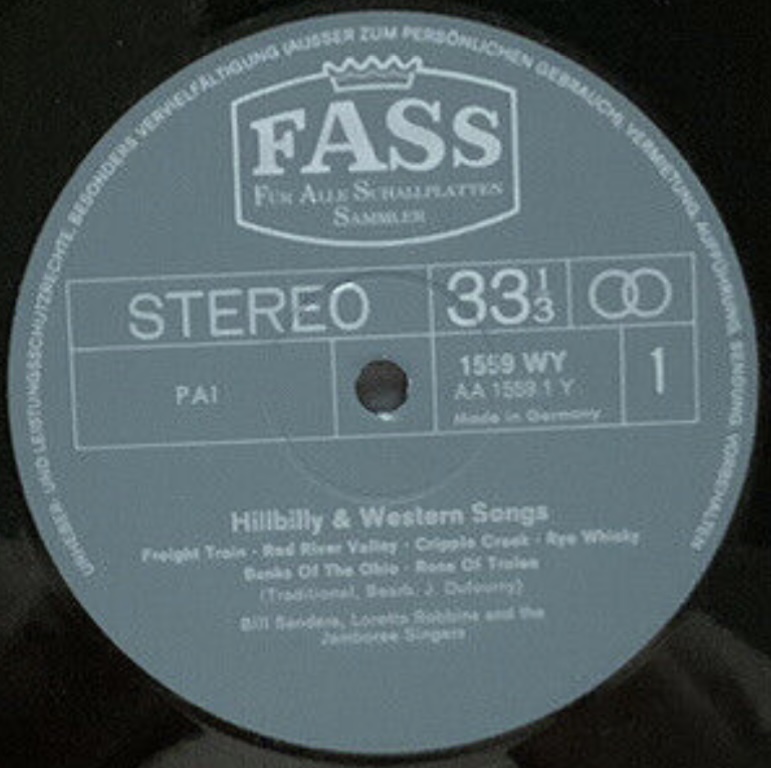 URHEBER- UND LEISTUNGSSCHUTZRECHTE, BESONDERS VERVIELFÄLTIGUNG (AUSSER ZUM PERSÖNLICHEN GEBRAUCH), VERMIETUNG, AUFFÜHRUNG, SENDUNG, VORBEHALTEN
FASS
FÜR ALLE SCHALLPLATTEN
SAMMLER
STEREO
33 1/3
PA1
1559 WY
AA 1559 1 Y
Made in Germany
1
Hillbilly & Western Songs
Freight Train · Red River Valley · Cripple Creek · Rye Whisky
Banks Of The Ohio · Rose Of Tralee
(Traditional, Bearb. J. Dufourny)
Bill Sanders, Loretta Robbins and the
Jamboree Singers